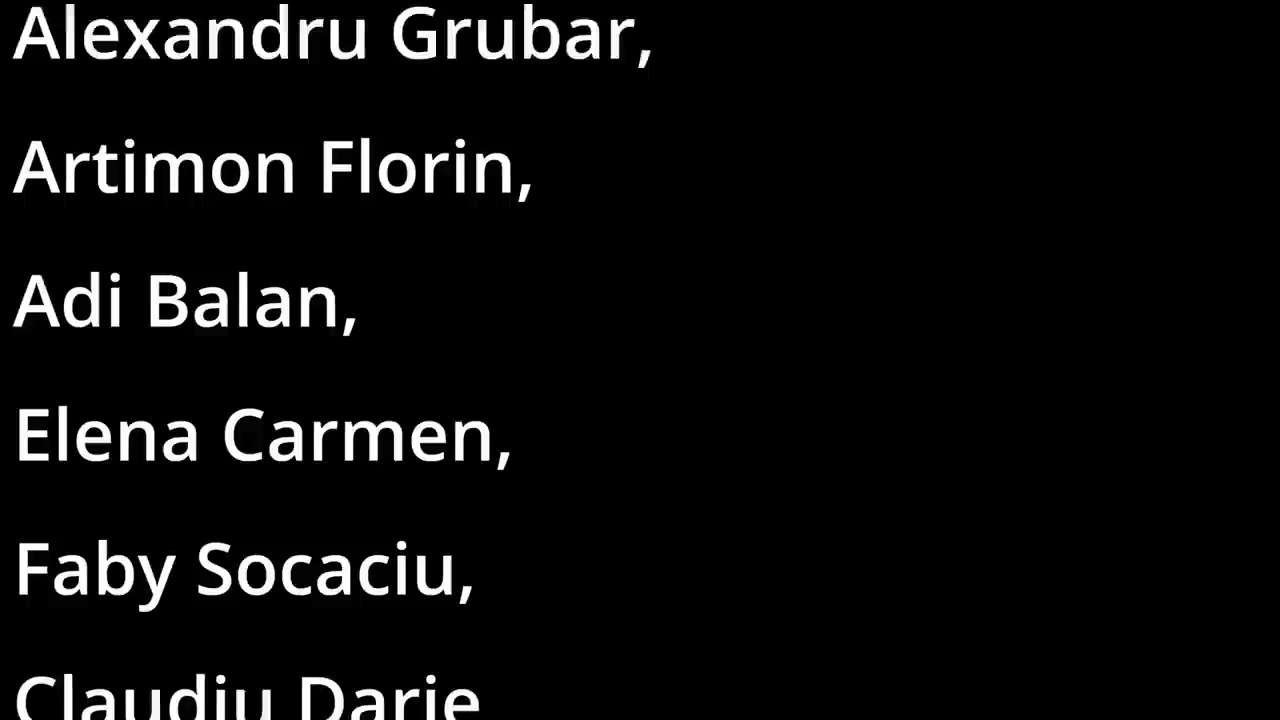 Alexandru Grubar,
Artimon Florin,
Adi Balan,
Elena Carmen,
Faby Socaciu,
Claudiu Darie